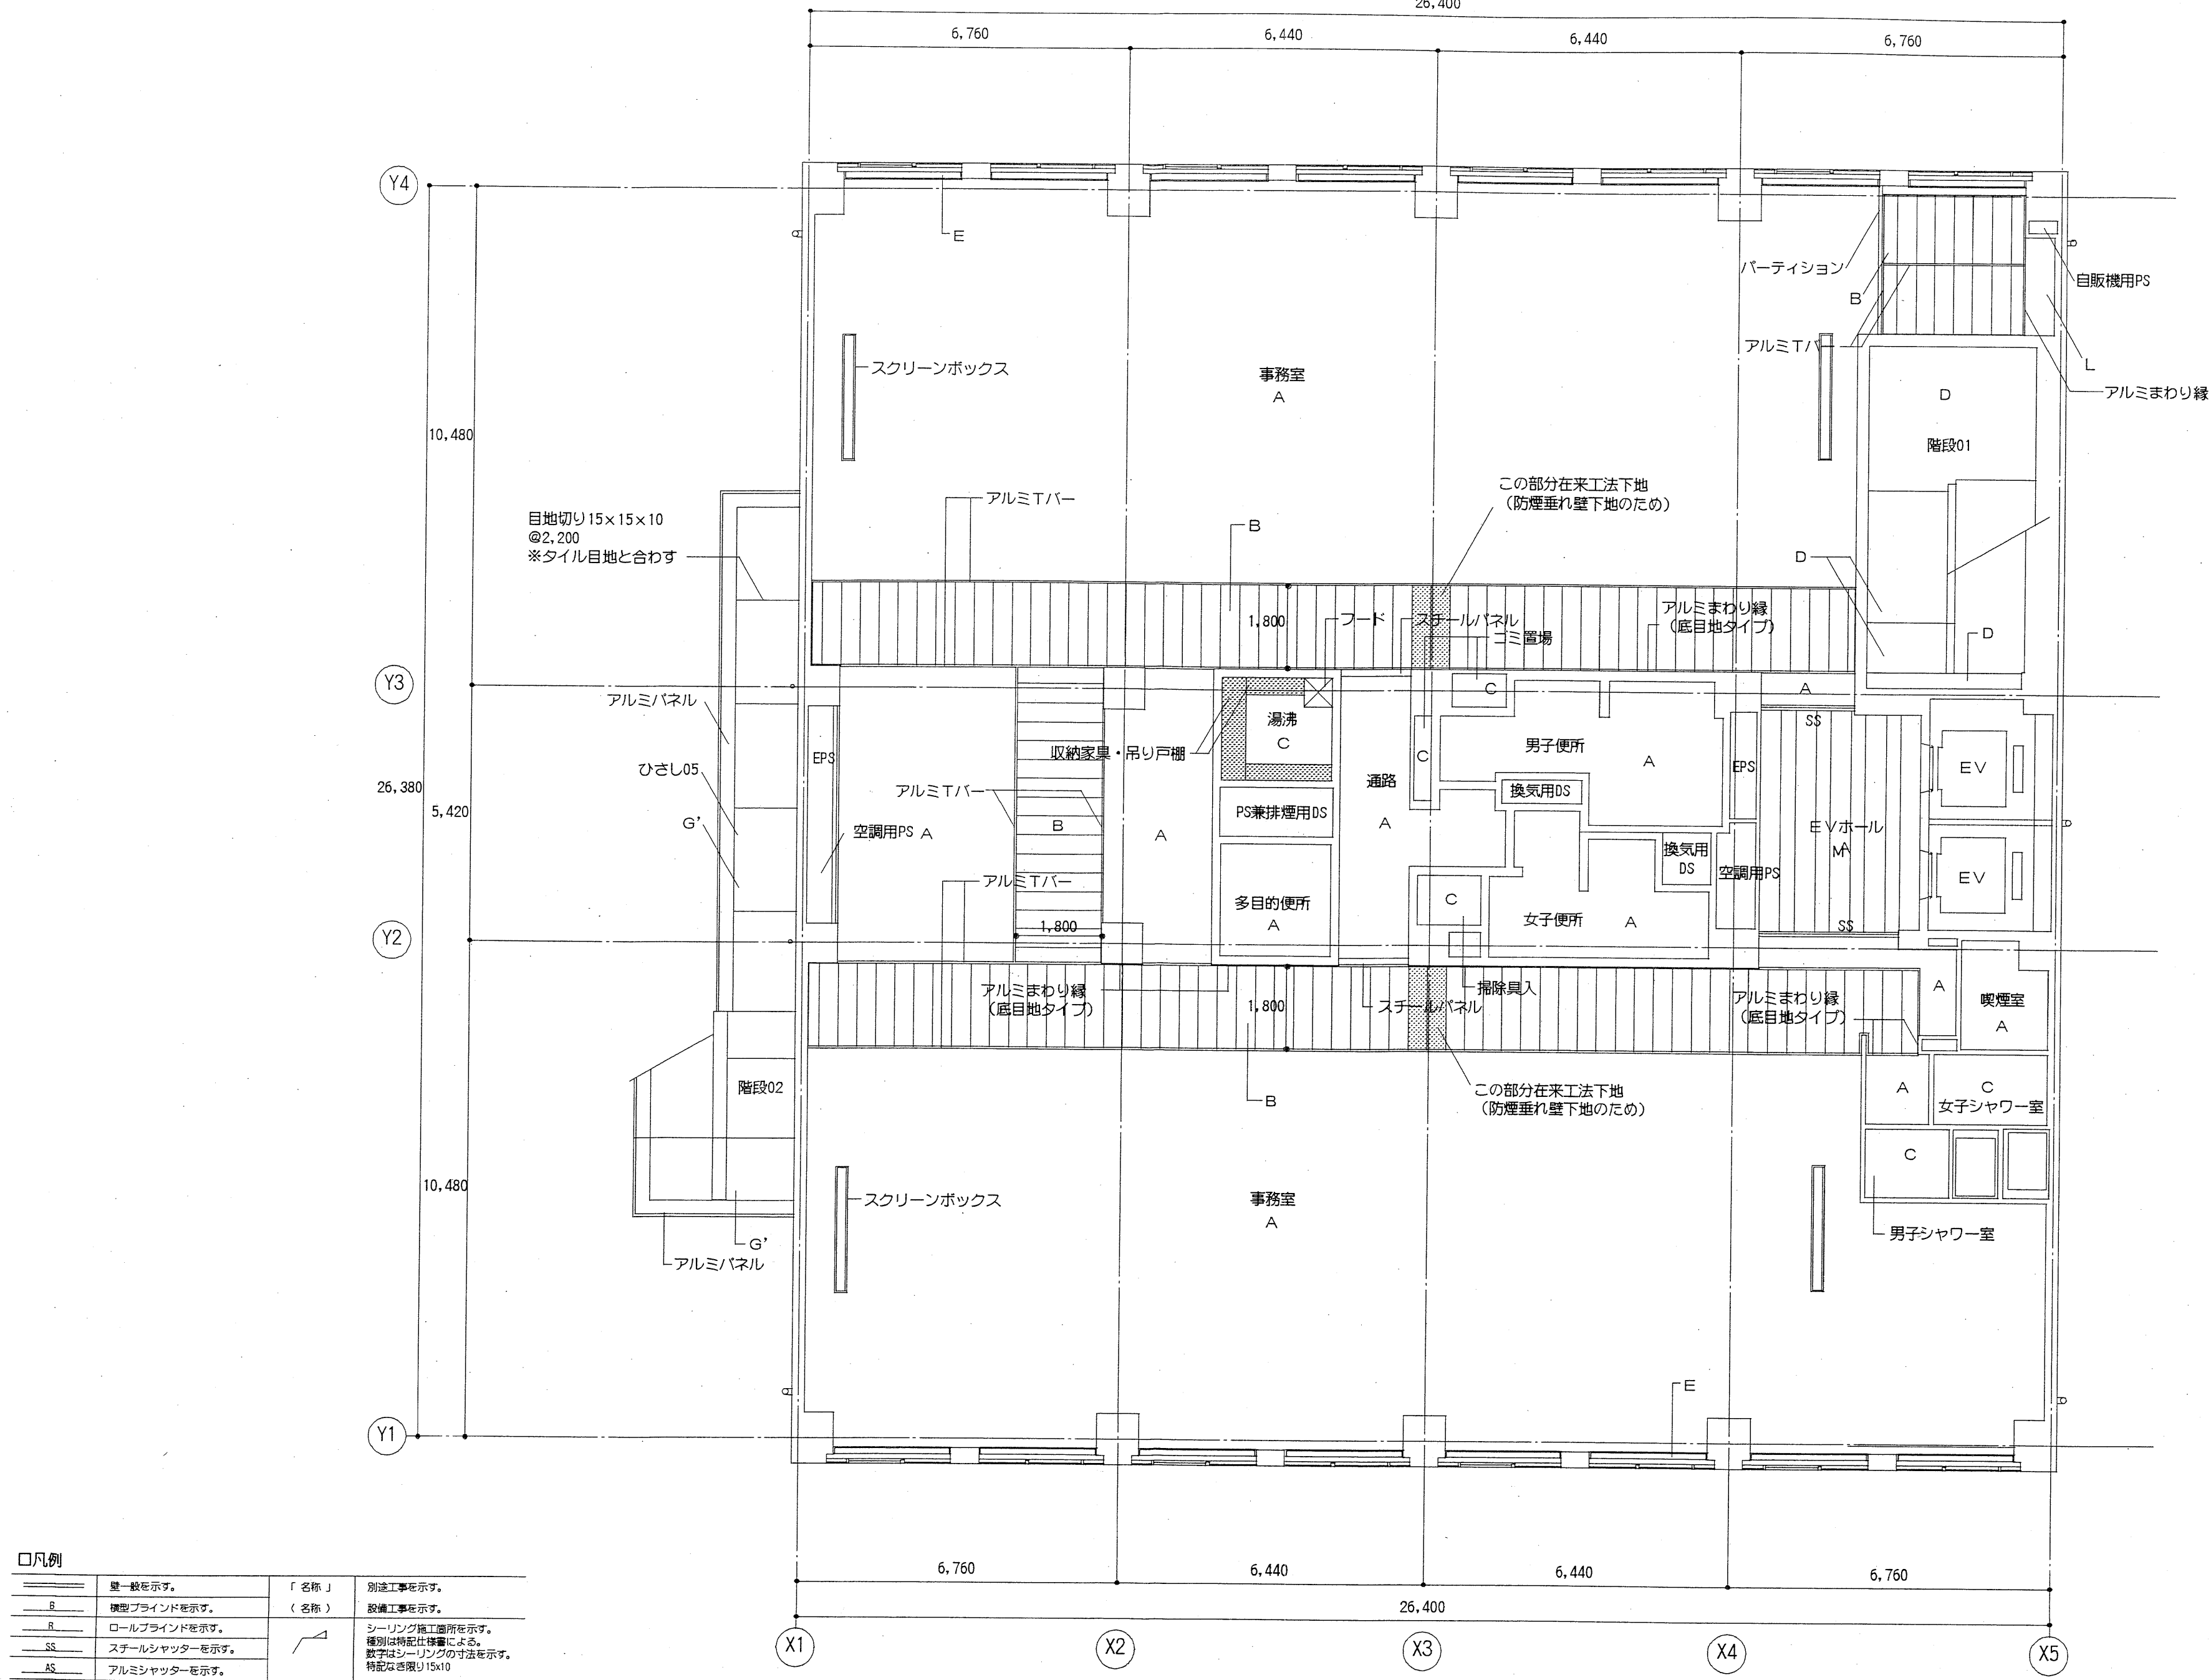 26,400
6,760
6,440
6,440
6,760
Y4
E
パーティション
B
自販機用PS
アルミTバー
L
アルミまわり縁
スクリーンボックス
事務室
A
D
階段01
10,480
アルミTバー
この部分在来工法下地
(防煙垂れ壁下地のため)
目地切り15×15×10
@2,200
※タイル目地と合わす
B
D
1,800
フード
スチールパネル
ゴミ置場
アルミまわり縁
(底目地タイプ)
D
Y3
アルミパネル
C
A
SS
湯沸
C
収納家具・吊り戸棚
EPS
ひさし05
アルミTバー
通路
C
男子便所
A
EPS
EV
26,380
5,420
G'
空調用PS
A
B
A
PS兼排煙用DS
A
換気用DS
EVホール
M
A
換気用
DS
空調用PS
EV
アルミTバー
多目的便所
A
C
女子便所
A
1,800
SS
Y2
アルミまわり縁
(底目地タイプ)
1,800
スチールパネル
掃除具入
アルミまわり縁
(底目地タイプ)
A
喫煙室
A
階段02
B
この部分在来工法下地
(防煙垂れ壁下地のため)
A
C
女子シャワー室
C
10,480
スクリーンボックス
事務室
A
男子シャワー室
G'
アルミパネル
E
Y1
6,760
6,440
6,440
6,760
26,400
X1
X2
X3
X4
X5
□凡例
壁一般を示す。
「 名称 」
別途工事を示す。
B
横型ブラインドを示す。
( 名称 )
設備工事を示す。
R
ロールブラインドを示す。
シーリング施工箇所を示す。
種別は特記仕様書による。
数字はシーリングの寸法を示す。
特記なき限り15x10
SS
スチールシャッターを示す。
AS
アルミシャッターを示す。